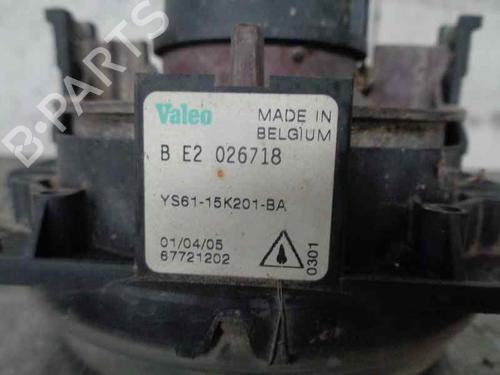 B-PARTS
Valeo
MADE IN
BELGIUM
B E2 026718
YS61-15K201-BA
01/04/05
67721202
0301